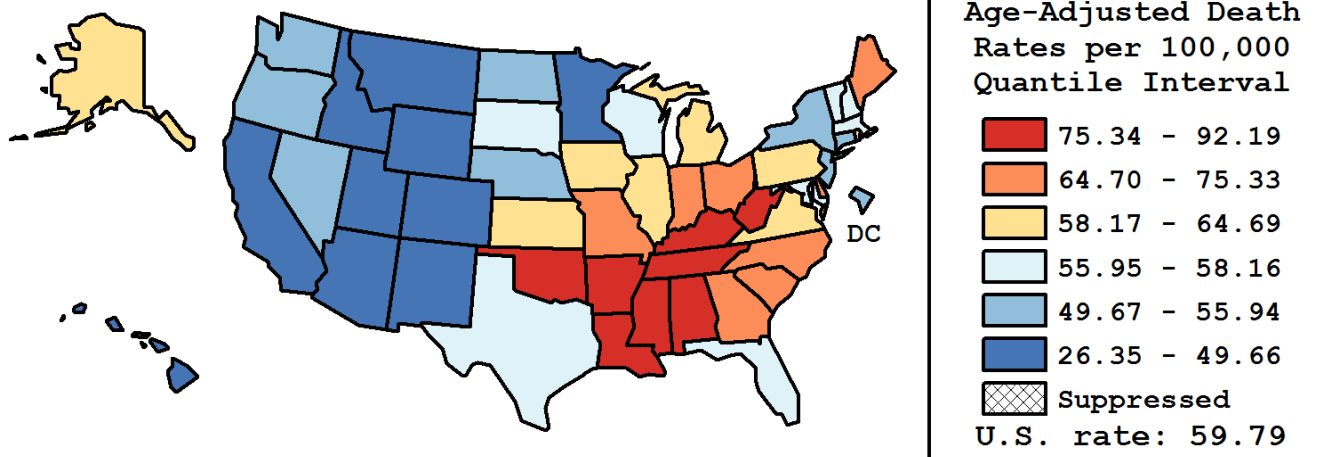 Age-Adjusted Death
Rates per 100,000
Quantile Interval
75.34 - 92.19
64.70 - 75.33
58.17 - 64.69
55.95 - 58.16
49.67 - 55.94
26.35 - 49.66
Suppressed
U.S. rate: 59.79
DC